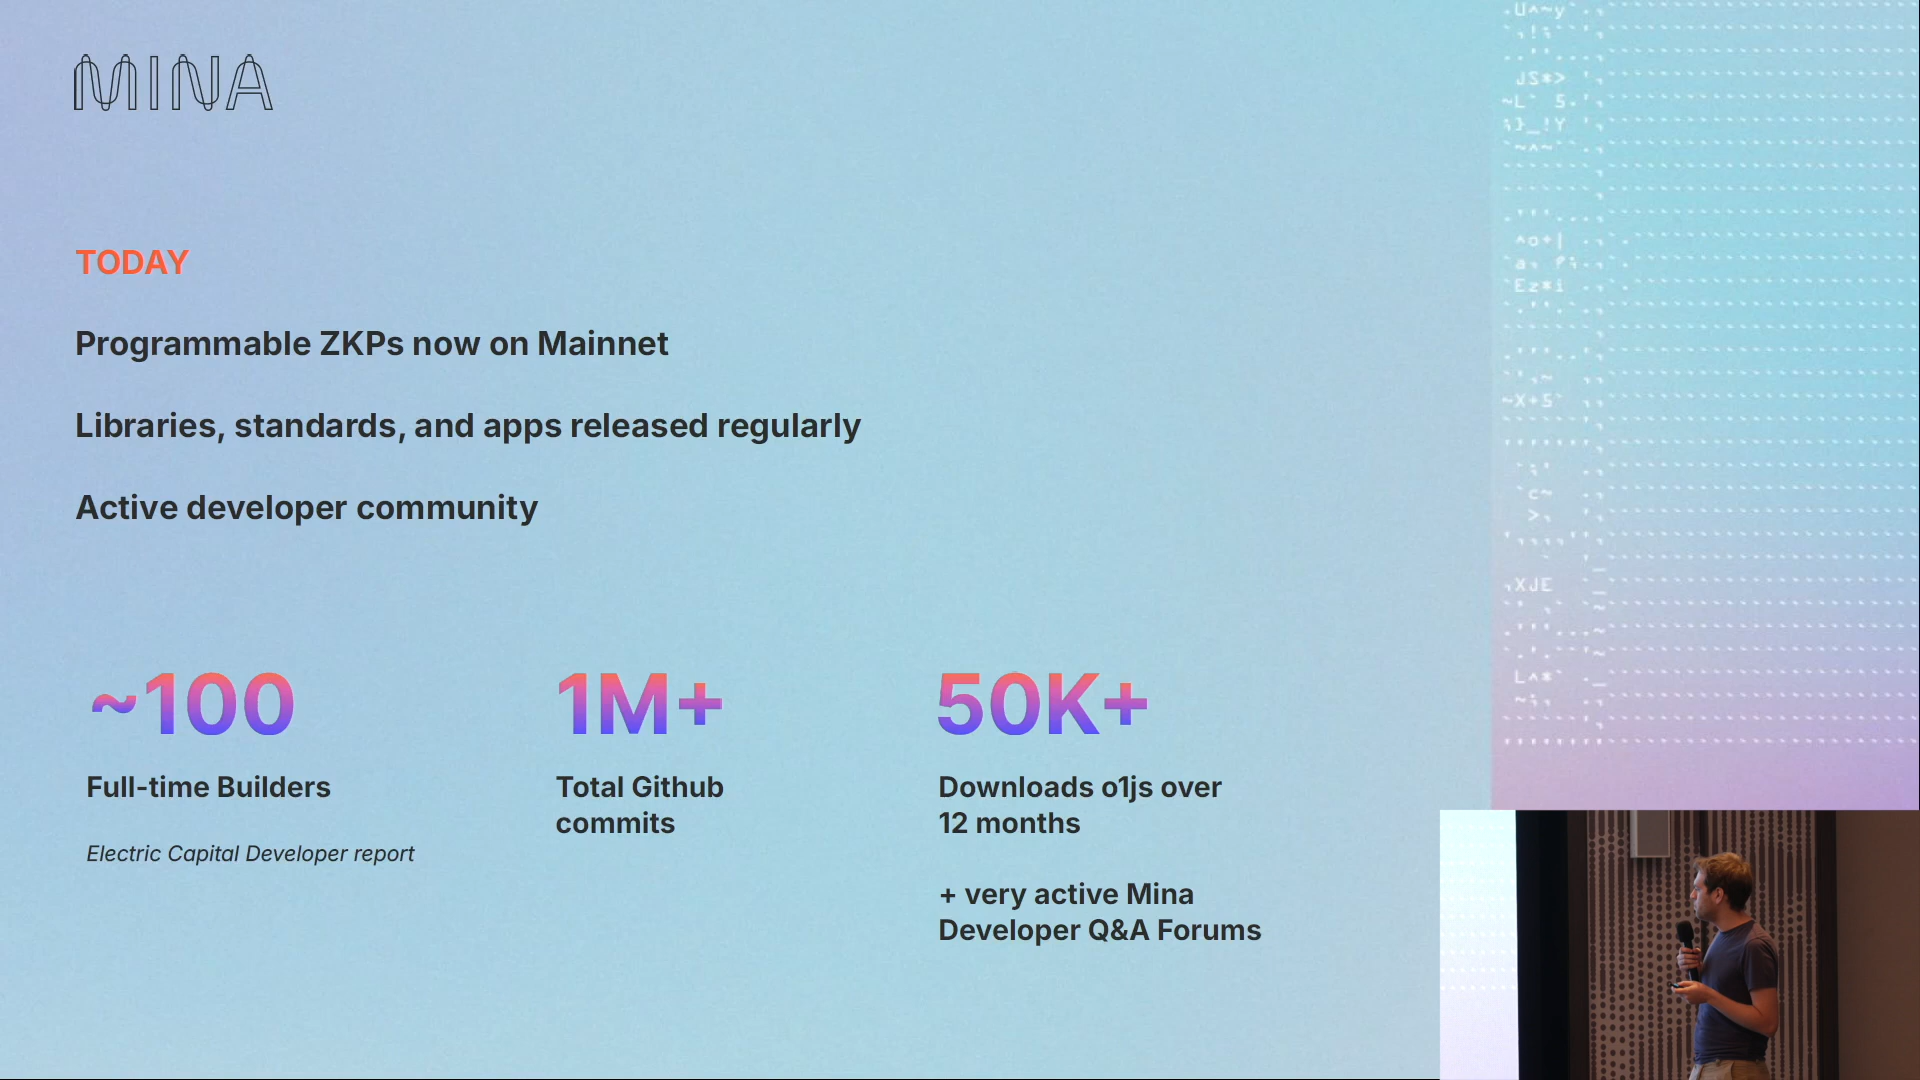 MINA
TODAY
Programmable ZKPs now on Mainnet
Libraries, standards, and apps released regularly
Active developer community
~100
Full-time Builders
Electric Capital Developer report
1M+
Total Github
commits
50K+
Downloads o1js over
12 months
+ very active Mina
Developer Q&A Forums